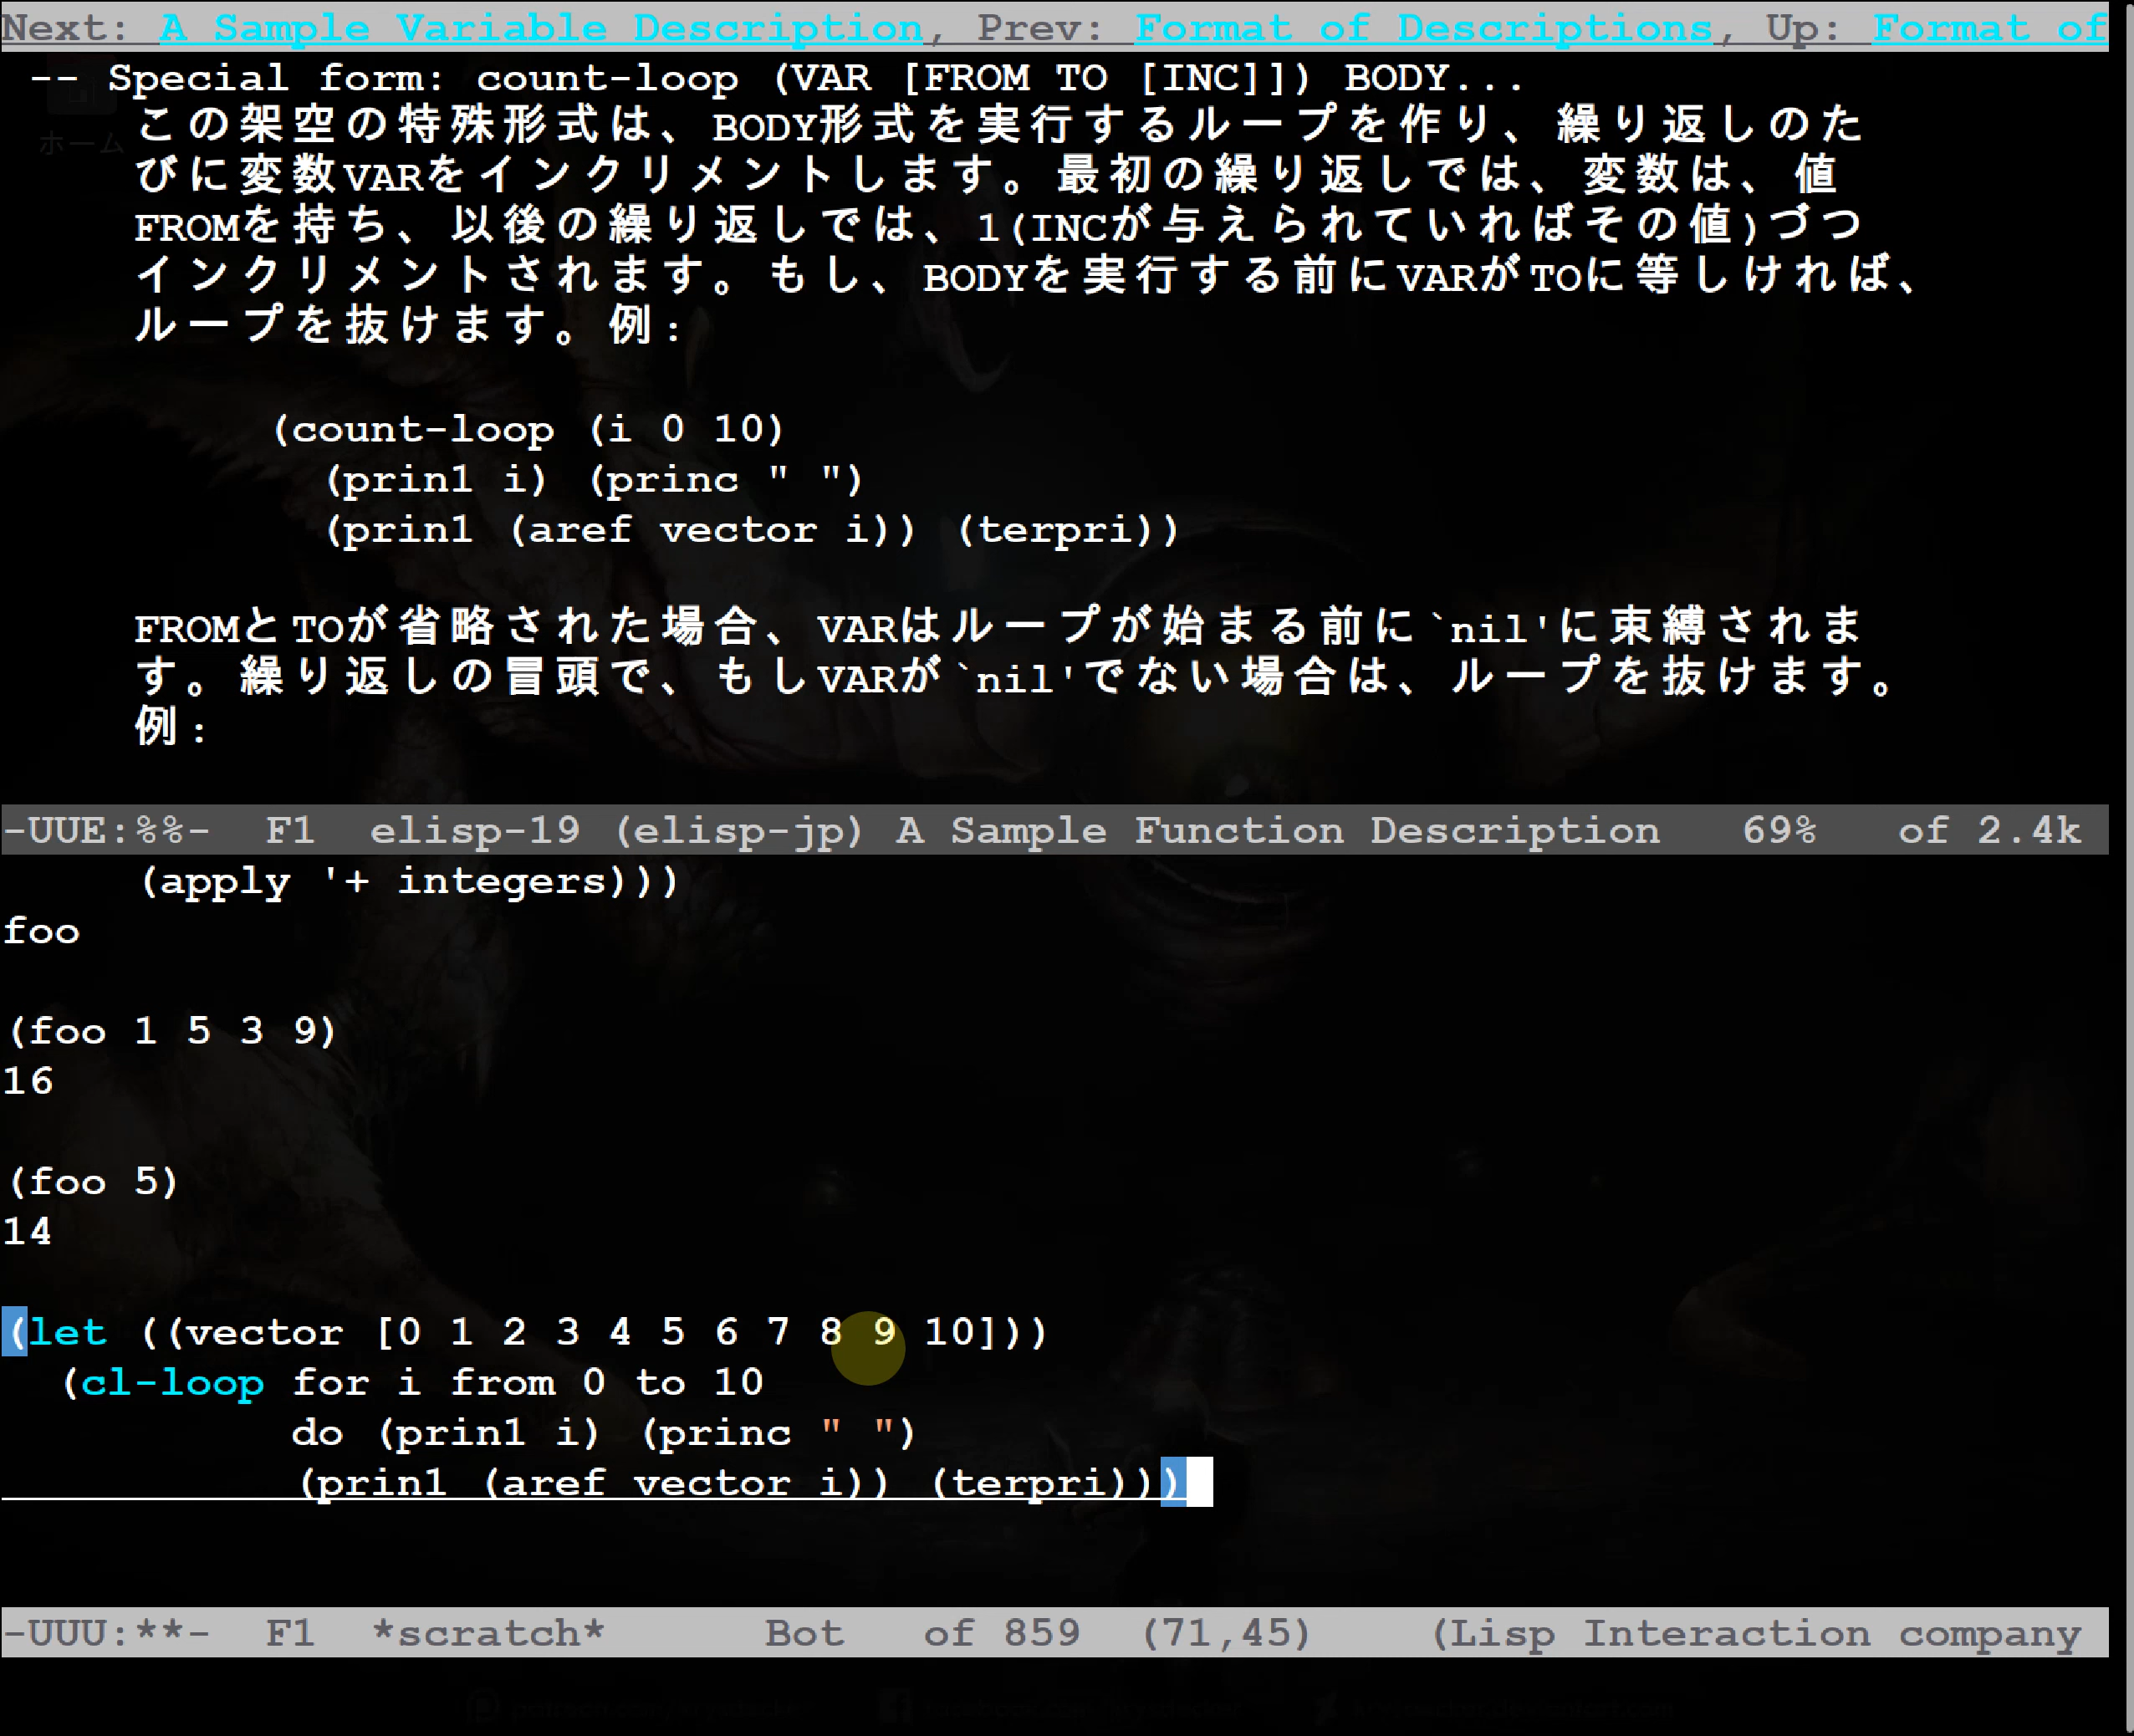 Next: A Sample Variable Description, Prev: Format of Descriptions, Up: Format of
-- Special form: count-loop (VAR [FROM TO [INC]]) BODY...
ホーム
この架空の特殊形式は、BODY形式を実行するループを作り、繰り返しのた
びに変数VARをインクリメントします。最初の繰り返しでは、変数は、値
FROMを持ち、以後の繰り返しでは、1(INCが与えられていればその値)づつ
インクリメントされます。もし、BODYを実行する前にVARがTOに等しければ、
ループを抜けます。例:
(count-loop (i 0 10)
(prin1 i) (princ " ")
(prin1 (aref vector i)) (terpri))
FROMとTOが省略された場合、VARはループが始まる前に`nil'に束縛されま
す。繰り返しの冒頭で、もしVARが`nil'でない場合は、ループを抜けます。
例:
-UUE:%%-  F1  elisp-19 (elisp-jp) A Sample Function Description   69%   of 2.4k
(apply '+ integers)))
foo
(foo 1 5 3 9)
16
(foo 5)
14
(let ((vector [0 1 2 3 4 5 6 7 8 9 10]))
(cl-loop for i from 0 to 10
do (prin1 i) (princ " ")
(prin1 (aref vector i)) (terpri)))
-UUU:**-  F1  *scratch*      Bot   of 859  (71,45)    (Lisp Interaction company